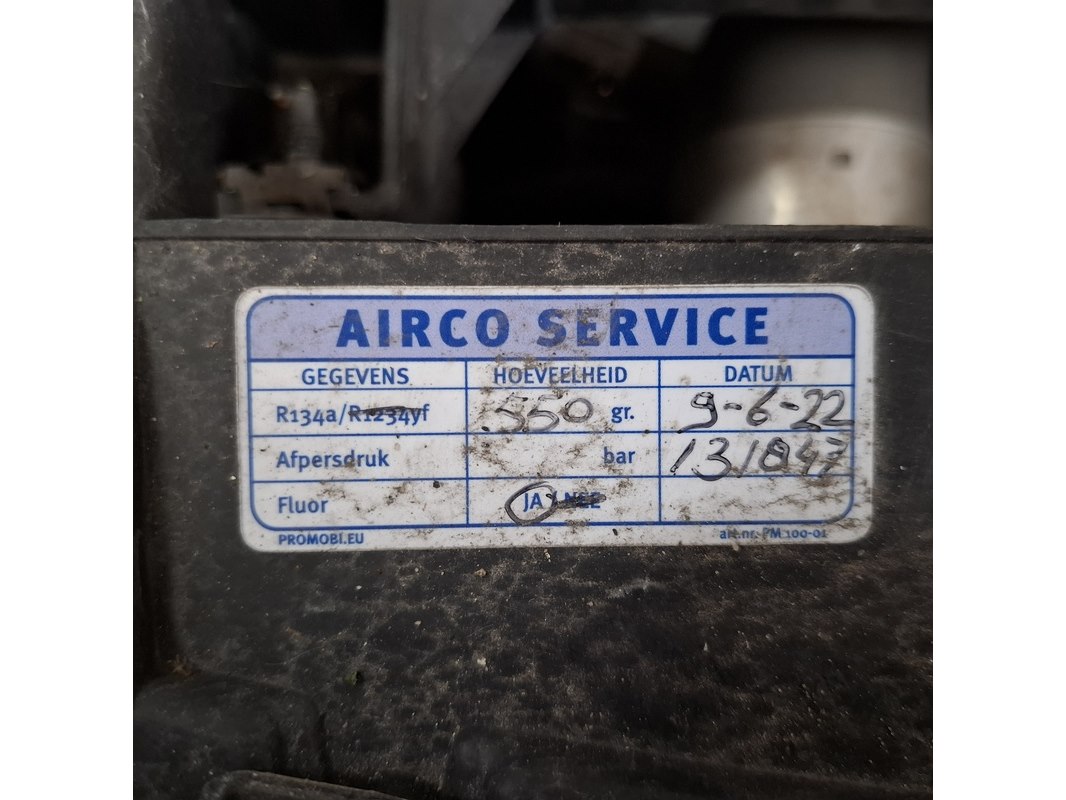 AIRCO SERVICE
GEGEVENS HOEVEELHEID DATUM
R134a/R1234yf 550 gr. 9-6-22
Afpersdruk bar 131847
Fluor JA / NEE
PROMOBI.EU art.nr. PM 100-01